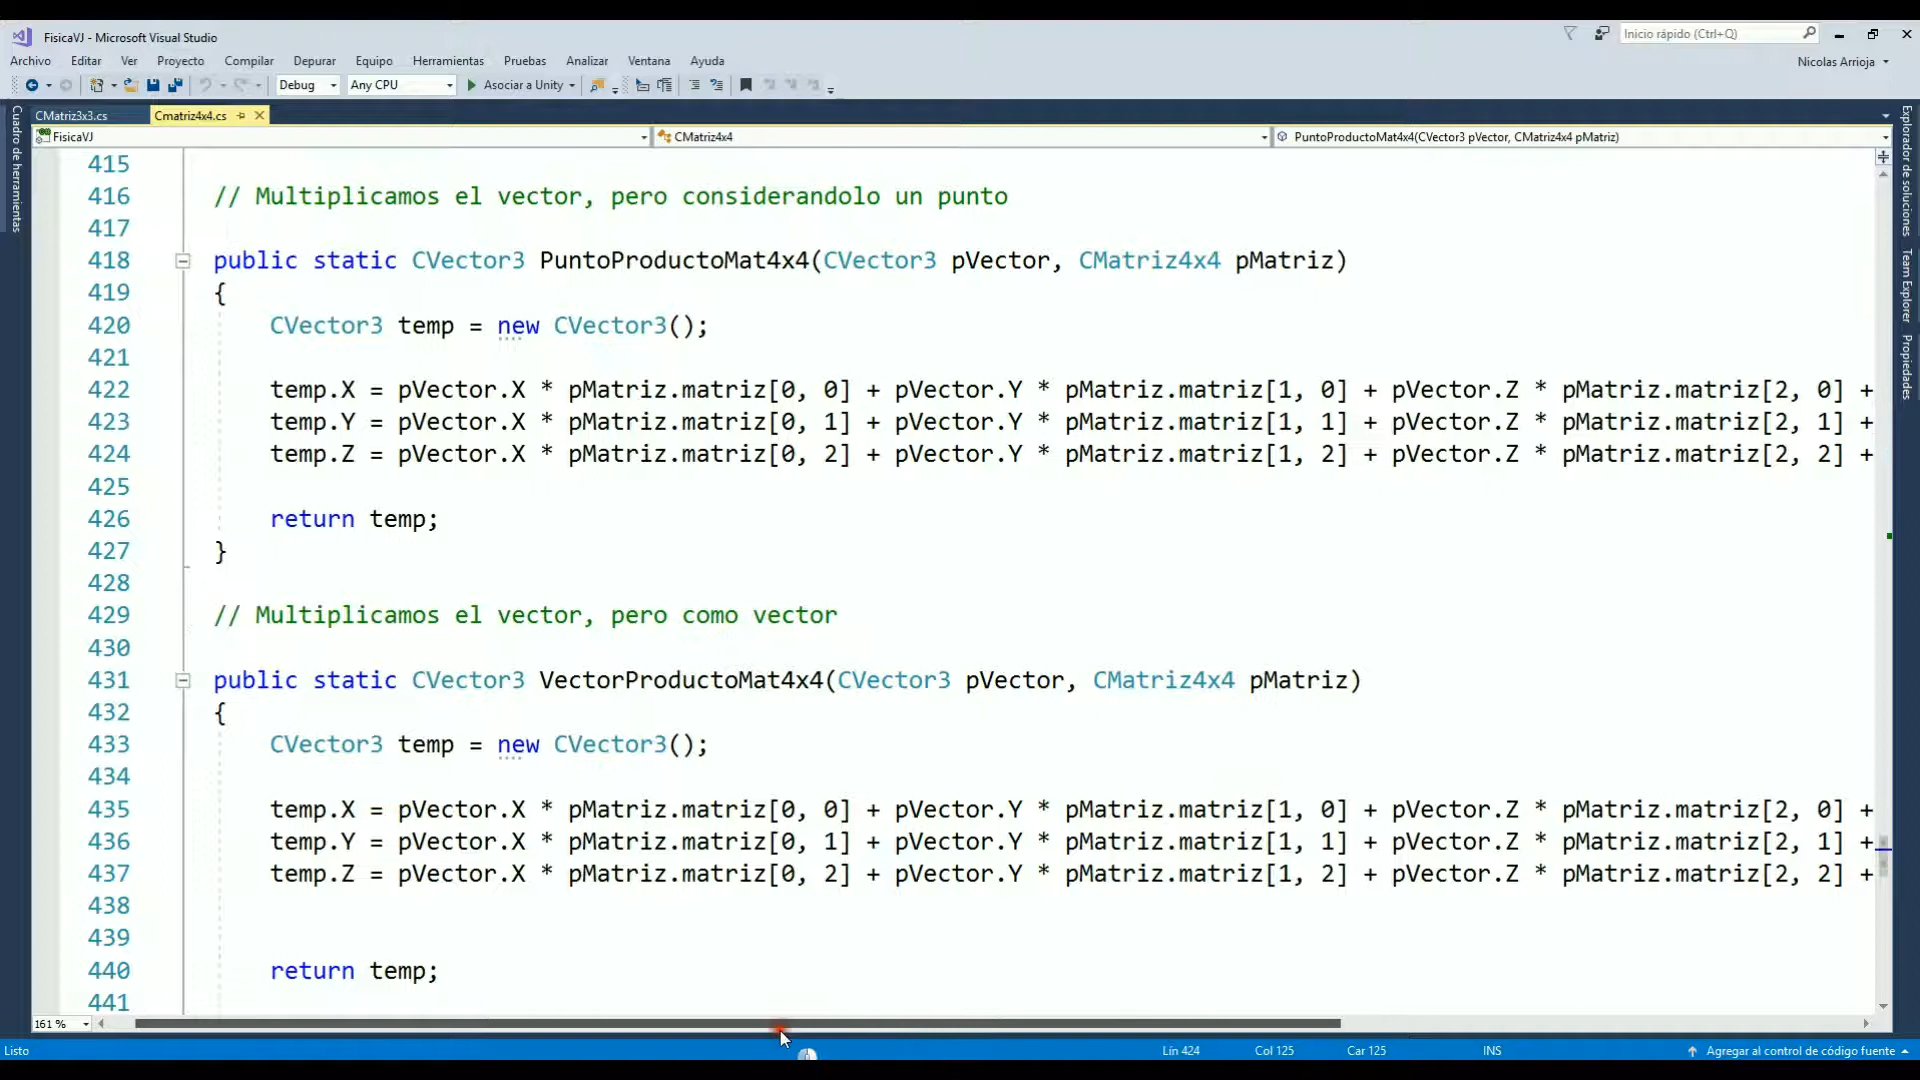 FisicaVJ - Microsoft Visual Studio
Inicio rápido (Ctrl+Q)
Archivo Editar Ver Proyecto Compilar Depurar Equipo Herramientas Pruebas Analizar Ventana Ayuda
Nicolas Arrioja
Debug Any CPU Asociar a Unity
CMatriz3x3.cs Cmatriz4x4.cs
FisicaVJ CMatriz4x4 PuntoProductoMat4x4(CVector3 pVector, CMatriz4x4 pMatriz)
Cuadro de herramientas
Explorador de soluciones
Team Explorer
Propiedades
415
416 // Multiplicamos el vector, pero considerandolo un punto
417
418 public static CVector3 PuntoProductoMat4x4(CVector3 pVector, CMatriz4x4 pMatriz)
419 {
420 CVector3 temp = new CVector3();
421
422 temp.X = pVector.X * pMatriz.matriz[0, 0] + pVector.Y * pMatriz.matriz[1, 0] + pVector.Z * pMatriz.matriz[2, 0] +
423 temp.Y = pVector.X * pMatriz.matriz[0, 1] + pVector.Y * pMatriz.matriz[1, 1] + pVector.Z * pMatriz.matriz[2, 1] +
424 temp.Z = pVector.X * pMatriz.matriz[0, 2] + pVector.Y * pMatriz.matriz[1, 2] + pVector.Z * pMatriz.matriz[2, 2] +
425
426 return temp;
427 }
428
429 // Multiplicamos el vector, pero como vector
430
431 public static CVector3 VectorProductoMat4x4(CVector3 pVector, CMatriz4x4 pMatriz)
432 {
433 CVector3 temp = new CVector3();
434
435 temp.X = pVector.X * pMatriz.matriz[0, 0] + pVector.Y * pMatriz.matriz[1, 0] + pVector.Z * pMatriz.matriz[2, 0] +
436 temp.Y = pVector.X * pMatriz.matriz[0, 1] + pVector.Y * pMatriz.matriz[1, 1] + pVector.Z * pMatriz.matriz[2, 1] +
437 temp.Z = pVector.X * pMatriz.matriz[0, 2] + pVector.Y * pMatriz.matriz[1, 2] + pVector.Z * pMatriz.matriz[2, 2] +
438
439
440 return temp;
441
161 %
Listo Lín 424 Col 125 Car 125 INS Agregar al control de código fuente